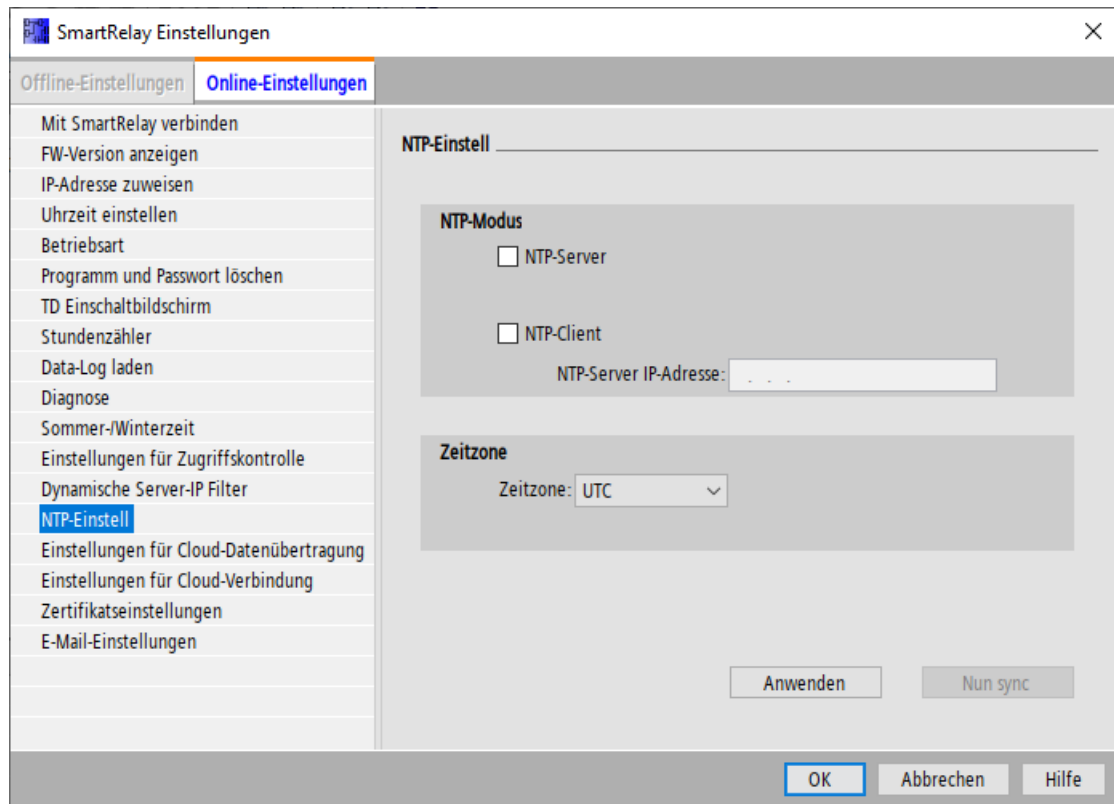 SmartRelay Einstellungen
Offline-Einstellungen
Online-Einstellungen
Mit SmartRelay verbinden
FW-Version anzeigen
IP-Adresse zuweisen
Uhrzeit einstellen
Betriebsart
Programm und Passwort löschen
TD Einschaltbildschirm
Stundenzähler
Data-Log laden
Diagnose
Sommer-/Winterzeit
Einstellungen für Zugriffskontrolle
Dynamische Server-IP Filter
NTP-Einstell
Einstellungen für Cloud-Datenübertragung
Einstellungen für Cloud-Verbindung
Zertifikatseinstellungen
E-Mail-Einstellungen
NTP-Einstell
NTP-Modus
NTP-Server
NTP-Client
NTP-Server IP-Adresse: . . .
Zeitzone
Zeitzone: UTC
Anwenden
Nun sync
OK
Abbrechen
Hilfe